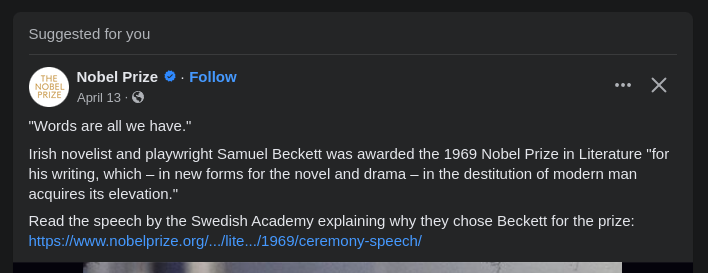 Suggested for you
THE
NOBEL
PRIZE
Nobel Prize · Follow
April 13 ·
"Words are all we have."
Irish novelist and playwright Samuel Beckett was awarded the 1969 Nobel Prize in Literature "for
his writing, which – in new forms for the novel and drama – in the destitution of modern man
acquires its elevation."
Read the speech by the Swedish Academy explaining why they chose Beckett for the prize:
https://www.nobelprize.org/.../lite.../1969/ceremony-speech/